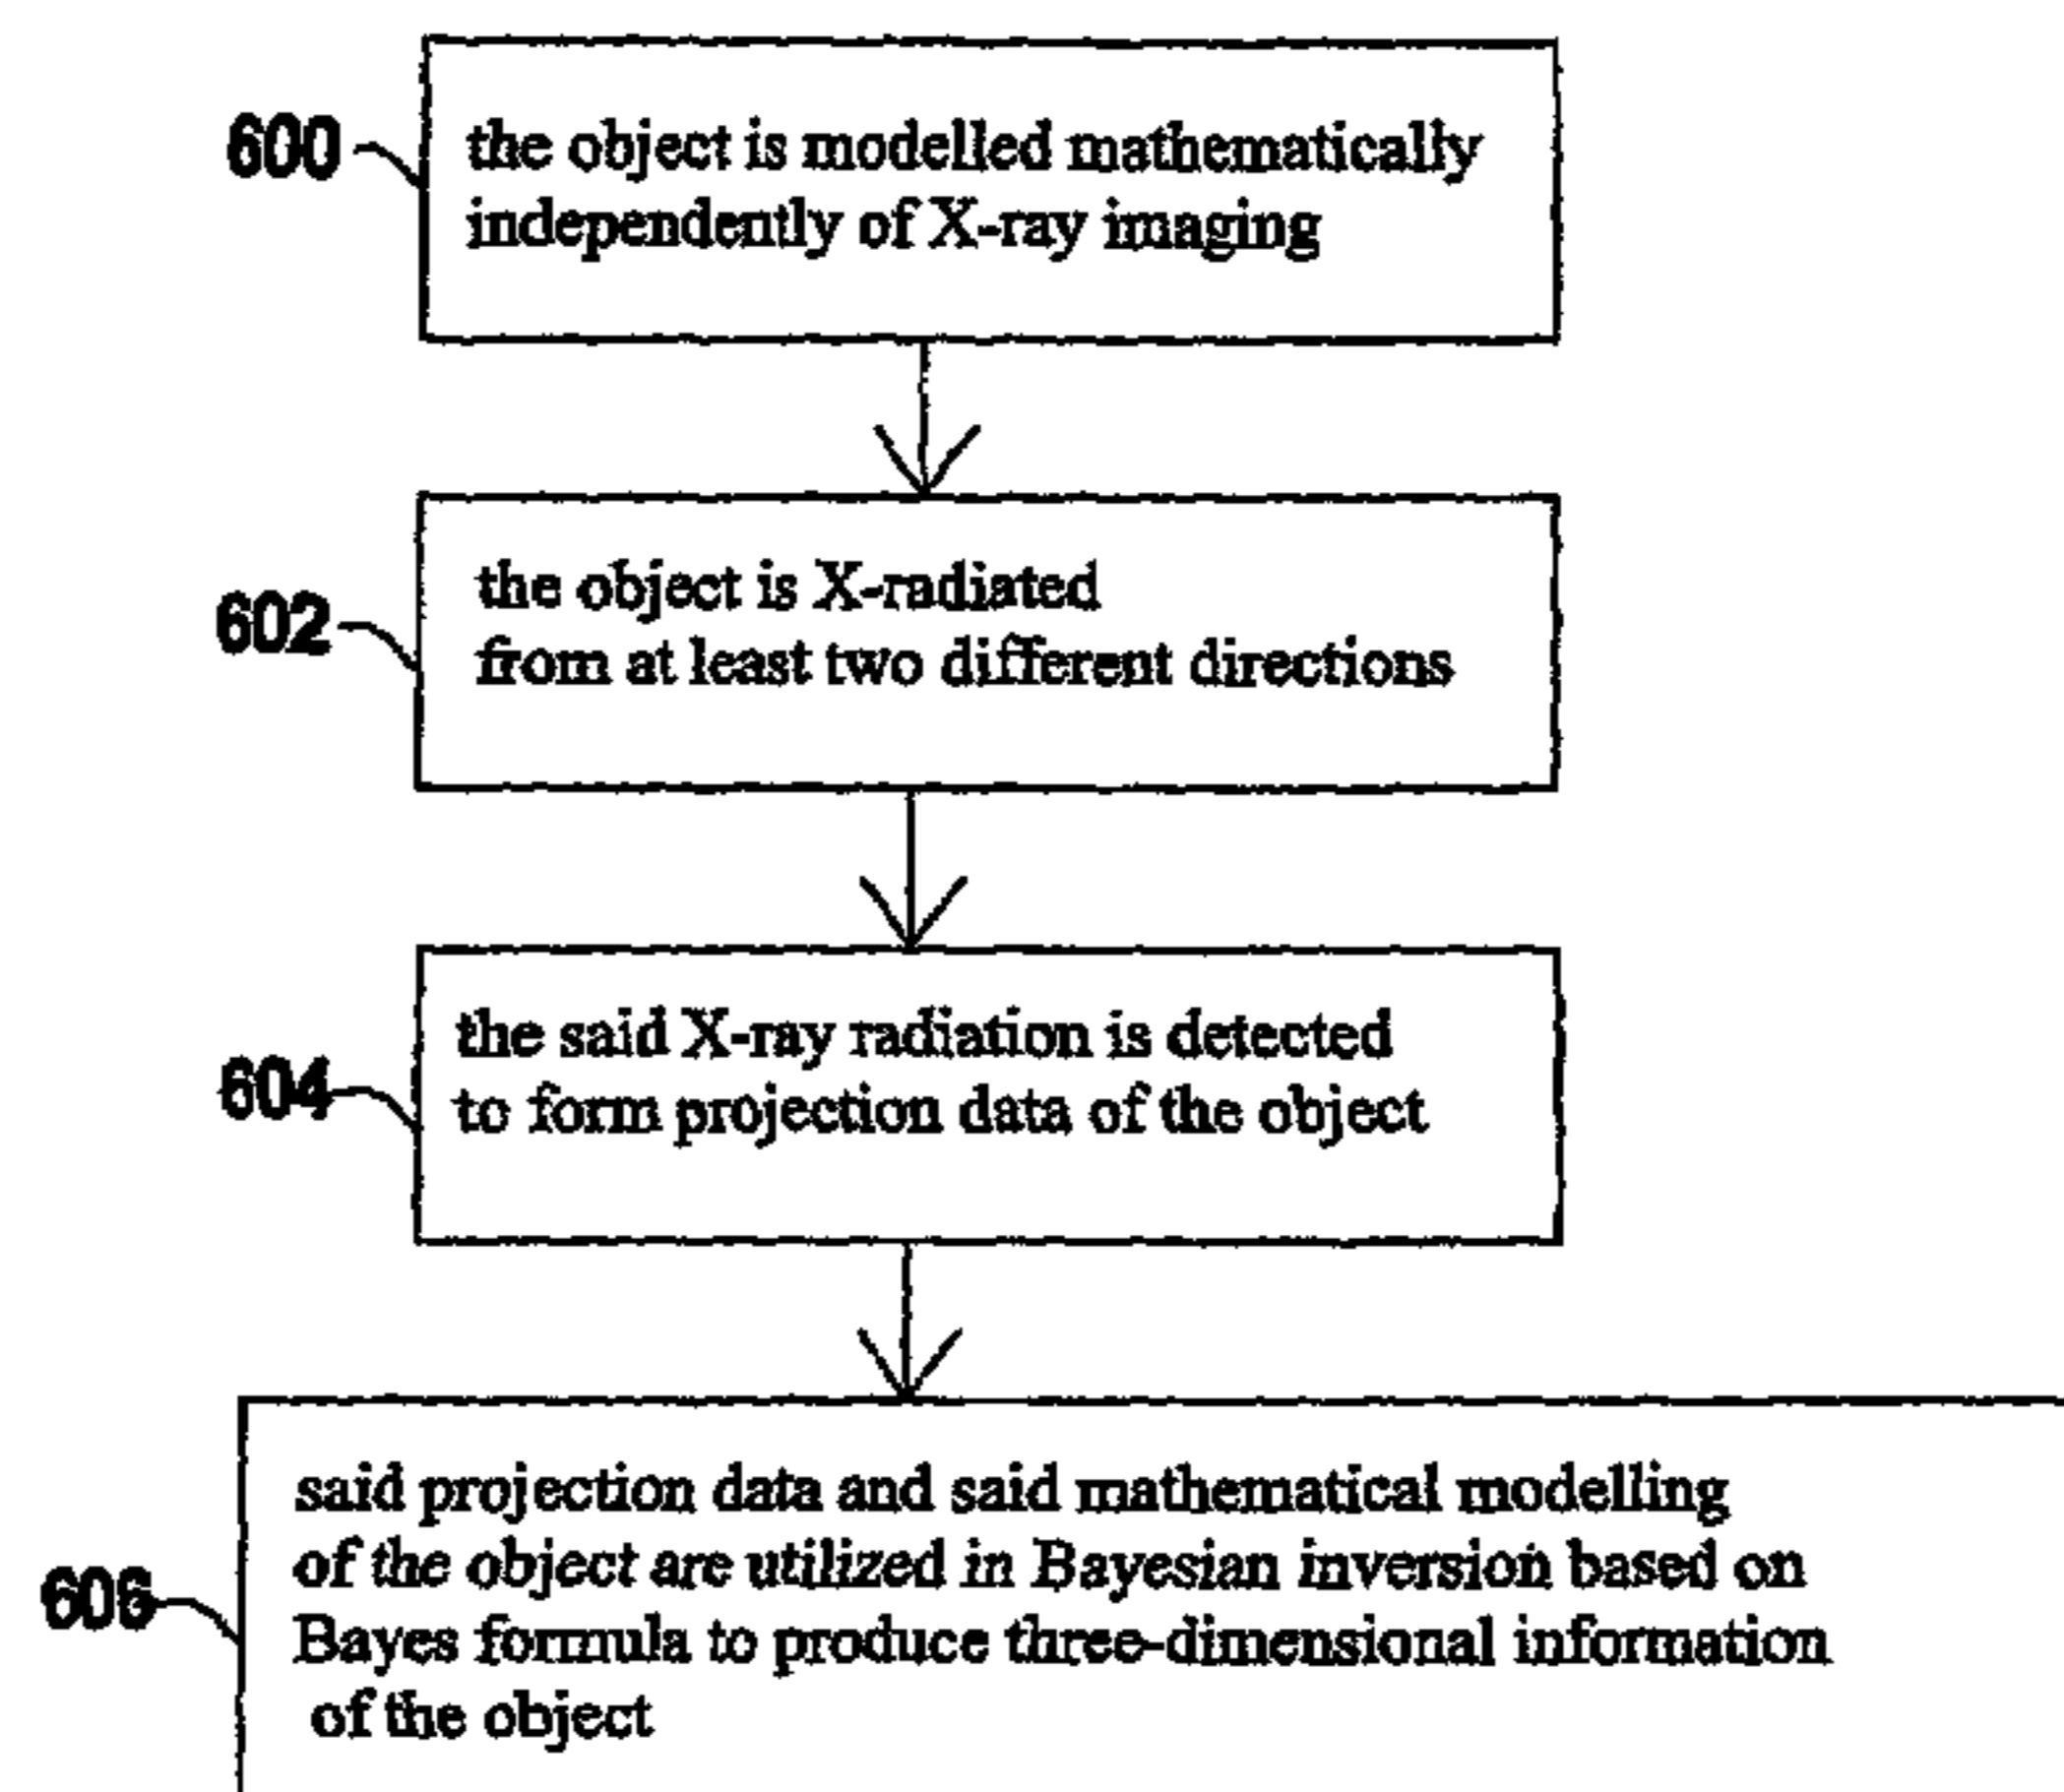 600
the object is modelled mathematically
independently of X-ray imaging
602
the object is X-radiated
from at least two different directions
604
the said X-ray radiation is detected
to form projection data of the object
606
said projection data and said mathematical modelling
of the object are utilized in Bayesian inversion based on
Bayes formula to produce three-dimensional information
of the object